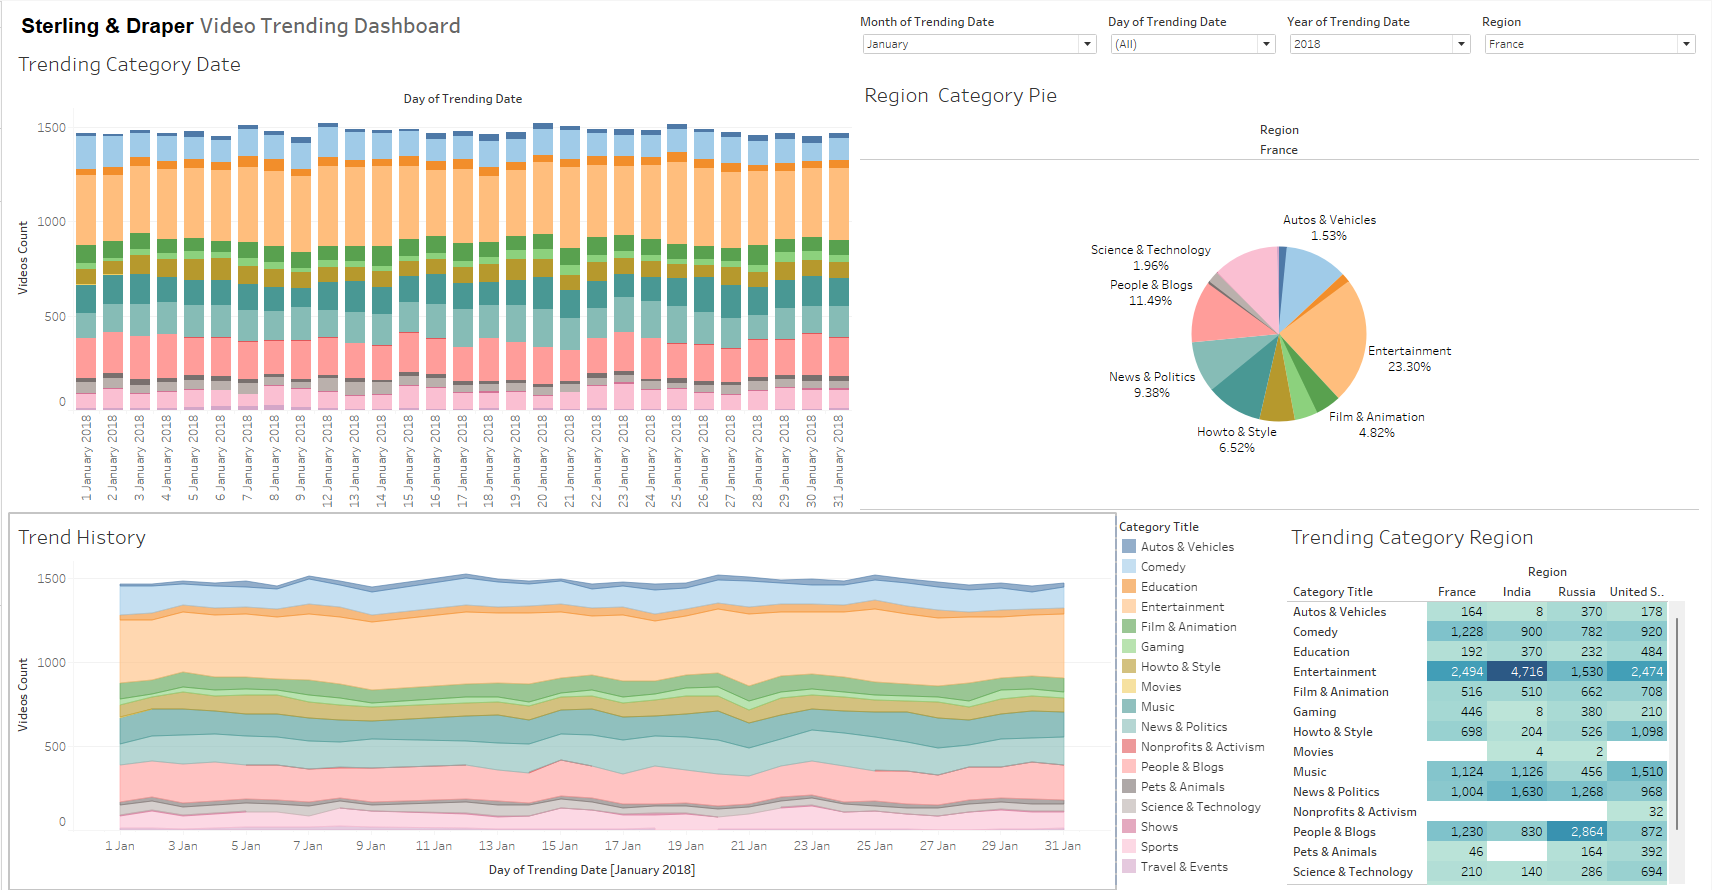 Sterling & Draper Video Trending Dashboard
Month of Trending Date
January
Day of Trending Date
(All)
Year of Trending Date
2018
Region
France
Trending Category Date
Day of Trending Date
Videos Count
1500
1000
500
0
1 January 2018
2 January 2018
3 January 2018
4 January 2018
5 January 2018
6 January 2018
7 January 2018
8 January 2018
9 January 2018
12 January 2018
13 January 2018
14 January 2018
15 January 2018
16 January 2018
17 January 2018
18 January 2018
19 January 2018
20 January 2018
21 January 2018
22 January 2018
23 January 2018
24 January 2018
25 January 2018
26 January 2018
27 January 2018
28 January 2018
29 January 2018
30 January 2018
31 January 2018
Region Category Pie
Region
France
Autos & Vehicles
1.53%
Science & Technology
1.96%
People & Blogs
11.49%
Entertainment
23.30%
News & Politics
9.38%
Film & Animation
4.82%
Howto & Style
6.52%
Trend History
Videos Count
1500
1000
500
0
1 Jan
3 Jan
5 Jan
7 Jan
9 Jan
11 Jan
13 Jan
15 Jan
17 Jan
19 Jan
21 Jan
23 Jan
25 Jan
27 Jan
29 Jan
31 Jan
Day of Trending Date [January 2018]
Category Title
Autos & Vehicles
Comedy
Education
Entertainment
Film & Animation
Gaming
Howto & Style
Movies
Music
News & Politics
Nonprofits & Activism
People & Blogs
Pets & Animals
Science & Technology
Shows
Sports
Travel & Events
Trending Category Region
Region
Category Title France India Russia United S..
Autos & Vehicles 164 8 370 178
Comedy 1,228 900 782 920
Education 192 370 232 484
Entertainment 2,494 4,716 1,530 2,474
Film & Animation 516 510 662 708
Gaming 446 8 380 210
Howto & Style 698 204 526 1,098
Movies 4 2
Music 1,124 1,126 456 1,510
News & Politics 1,004 1,630 1,268 968
Nonprofits & Activism 32
People & Blogs 1,230 830 2,864 872
Pets & Animals 46 164 392
Science & Technology 210 140 286 694